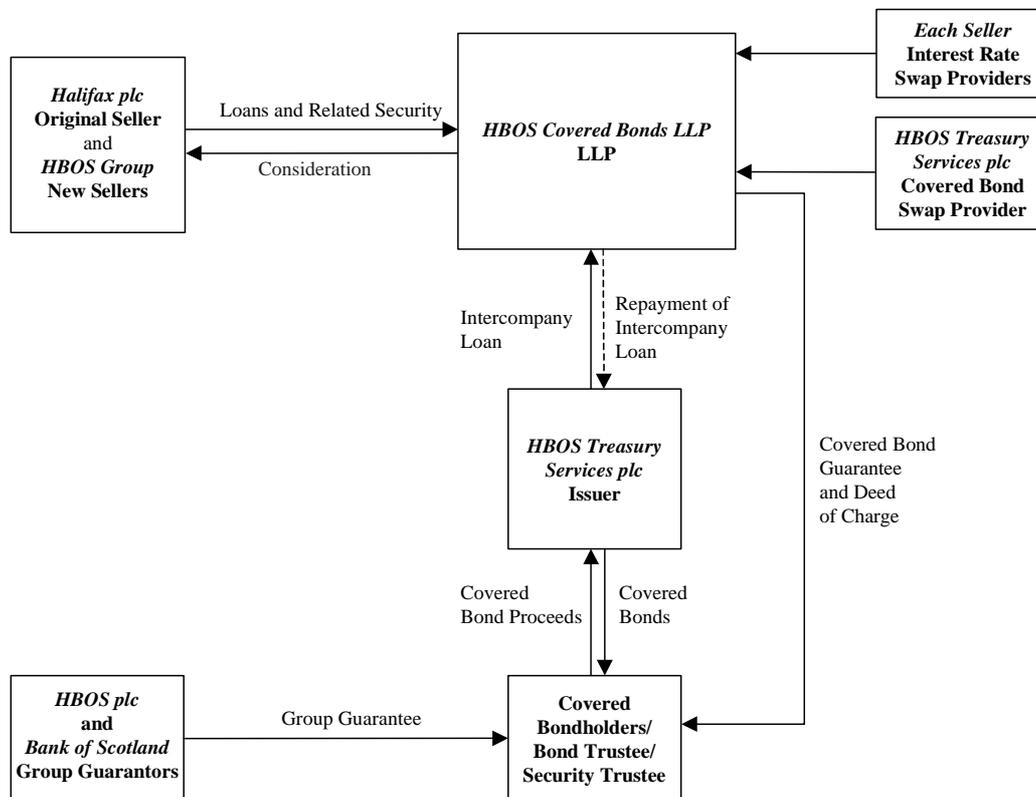 Each Seller
Interest Rate
Swap Providers
Halifax plc
Original Seller
and
HBOS Group
New Sellers
Loans and Related Security
Consideration
HBOS Covered Bonds LLP
LLP
HBOS Treasury
Services plc
Covered Bond
Swap Provider
Intercompany
Loan
Repayment of
Intercompany
Loan
HBOS Treasury
Services plc
Issuer
Covered Bond
Guarantee
and Deed
of Charge
Covered
Bond Proceeds
Covered
Bonds
HBOS plc
and
Bank of Scotland
Group Guarantors
Group Guarantee
Covered
Bondholders/
Bond Trustee/
Security Trustee